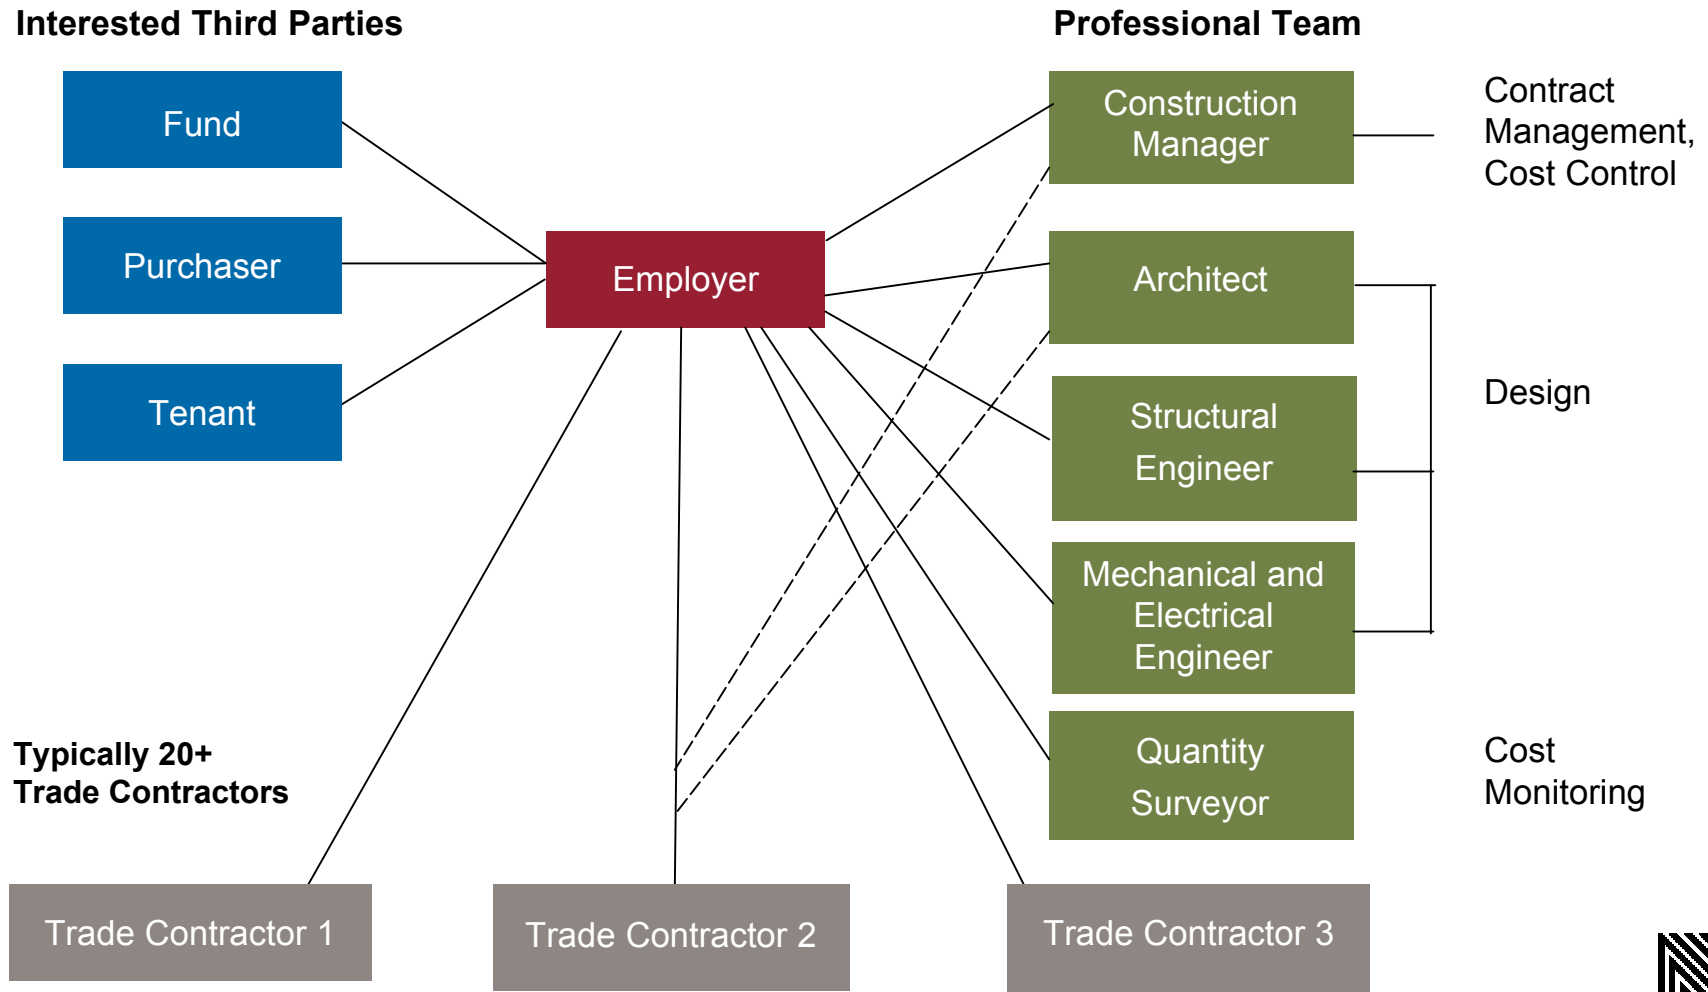 Interested Third Parties
Professional Team
Fund
Purchaser
Tenant
Employer
Construction
Manager
Contract
Management,
Cost Control
Architect
Structural
Engineer
Design
Mechanical and
Electrical
Engineer
Quantity
Surveyor
Cost
Monitoring
Typically 20+
Trade Contractors
Trade Contractor 1
Trade Contractor 2
Trade Contractor 3